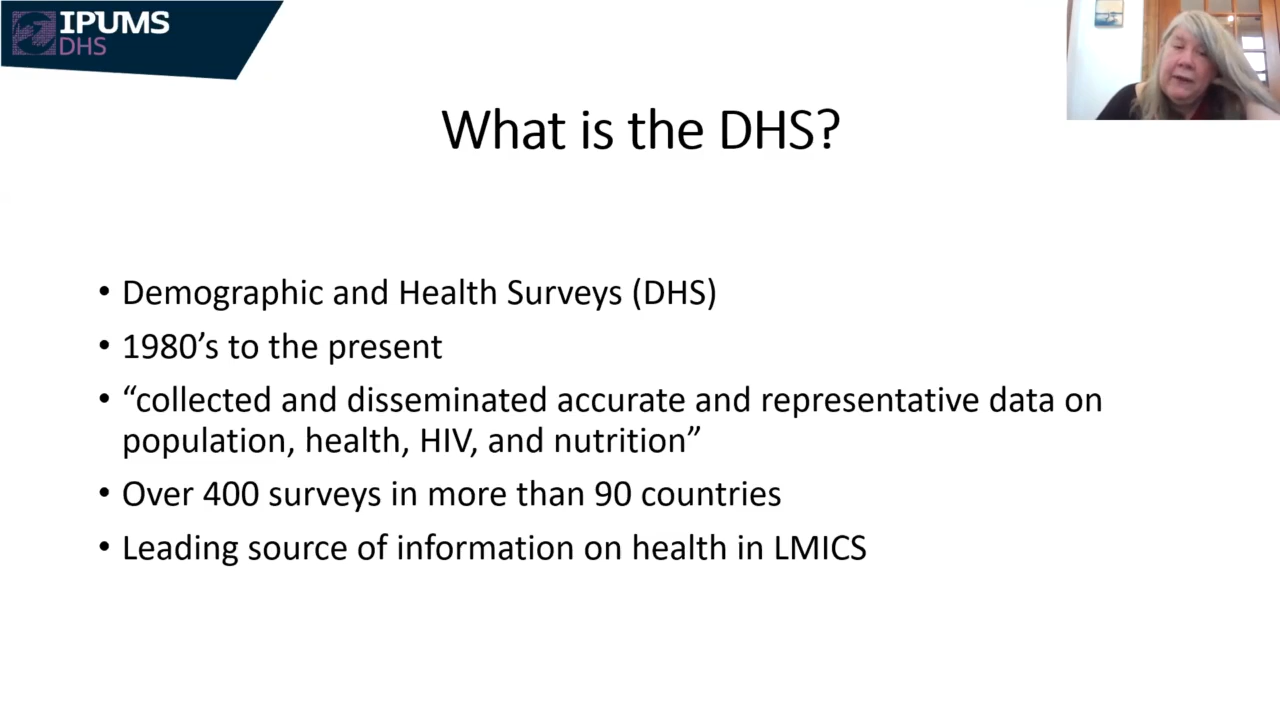 IPUMS
DHS
What is the DHS?
• Demographic and Health Surveys (DHS)
• 1980’s to the present
• “collected and disseminated accurate and representative data on
population, health, HIV, and nutrition”
• Over 400 surveys in more than 90 countries
• Leading source of information on health in LMICS